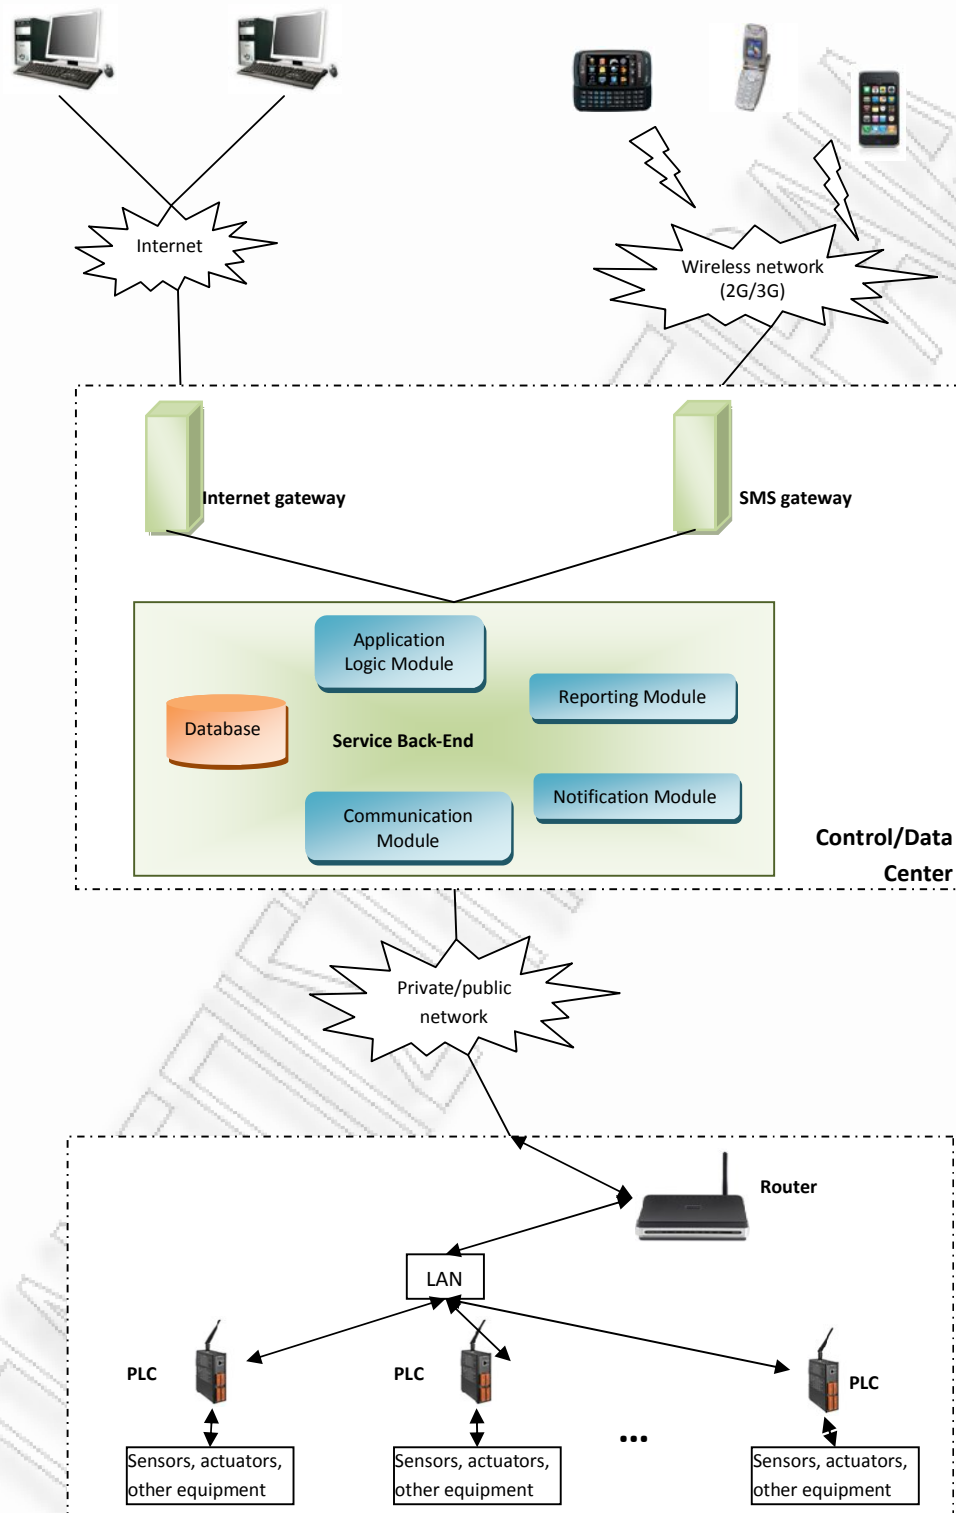 Internet
Wireless network
(2G/3G)
Internet gateway
SMS gateway
Application
Logic Module
Reporting Module
Database
Service Back-End
Notification Module
Communication
Module
Control/Data
Center
Private/public
network
Router
LAN
PLC
PLC
PLC
...
Sensors, actuators,
other equipment
Sensors, actuators,
other equipment
Sensors, actuators,
other equipment